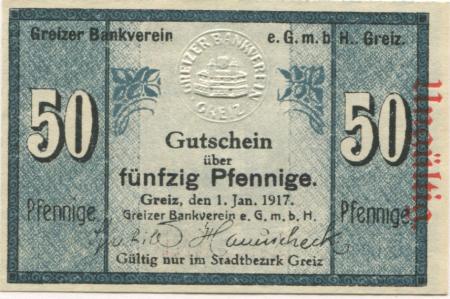 Greizer Bankverein e. G. m. b H.. Greiz.
GREIZER BANKVEREIN
GREIZ
50
50
Gutschein
über
fünfzig Pfennige.
Greiz, den 1. Jan. 1917.
Pfennige
Greizer Bankverein e. G. m. b. H.
Pfennige
Gültig nur im Stadtbezirk Greiz
Ungültig